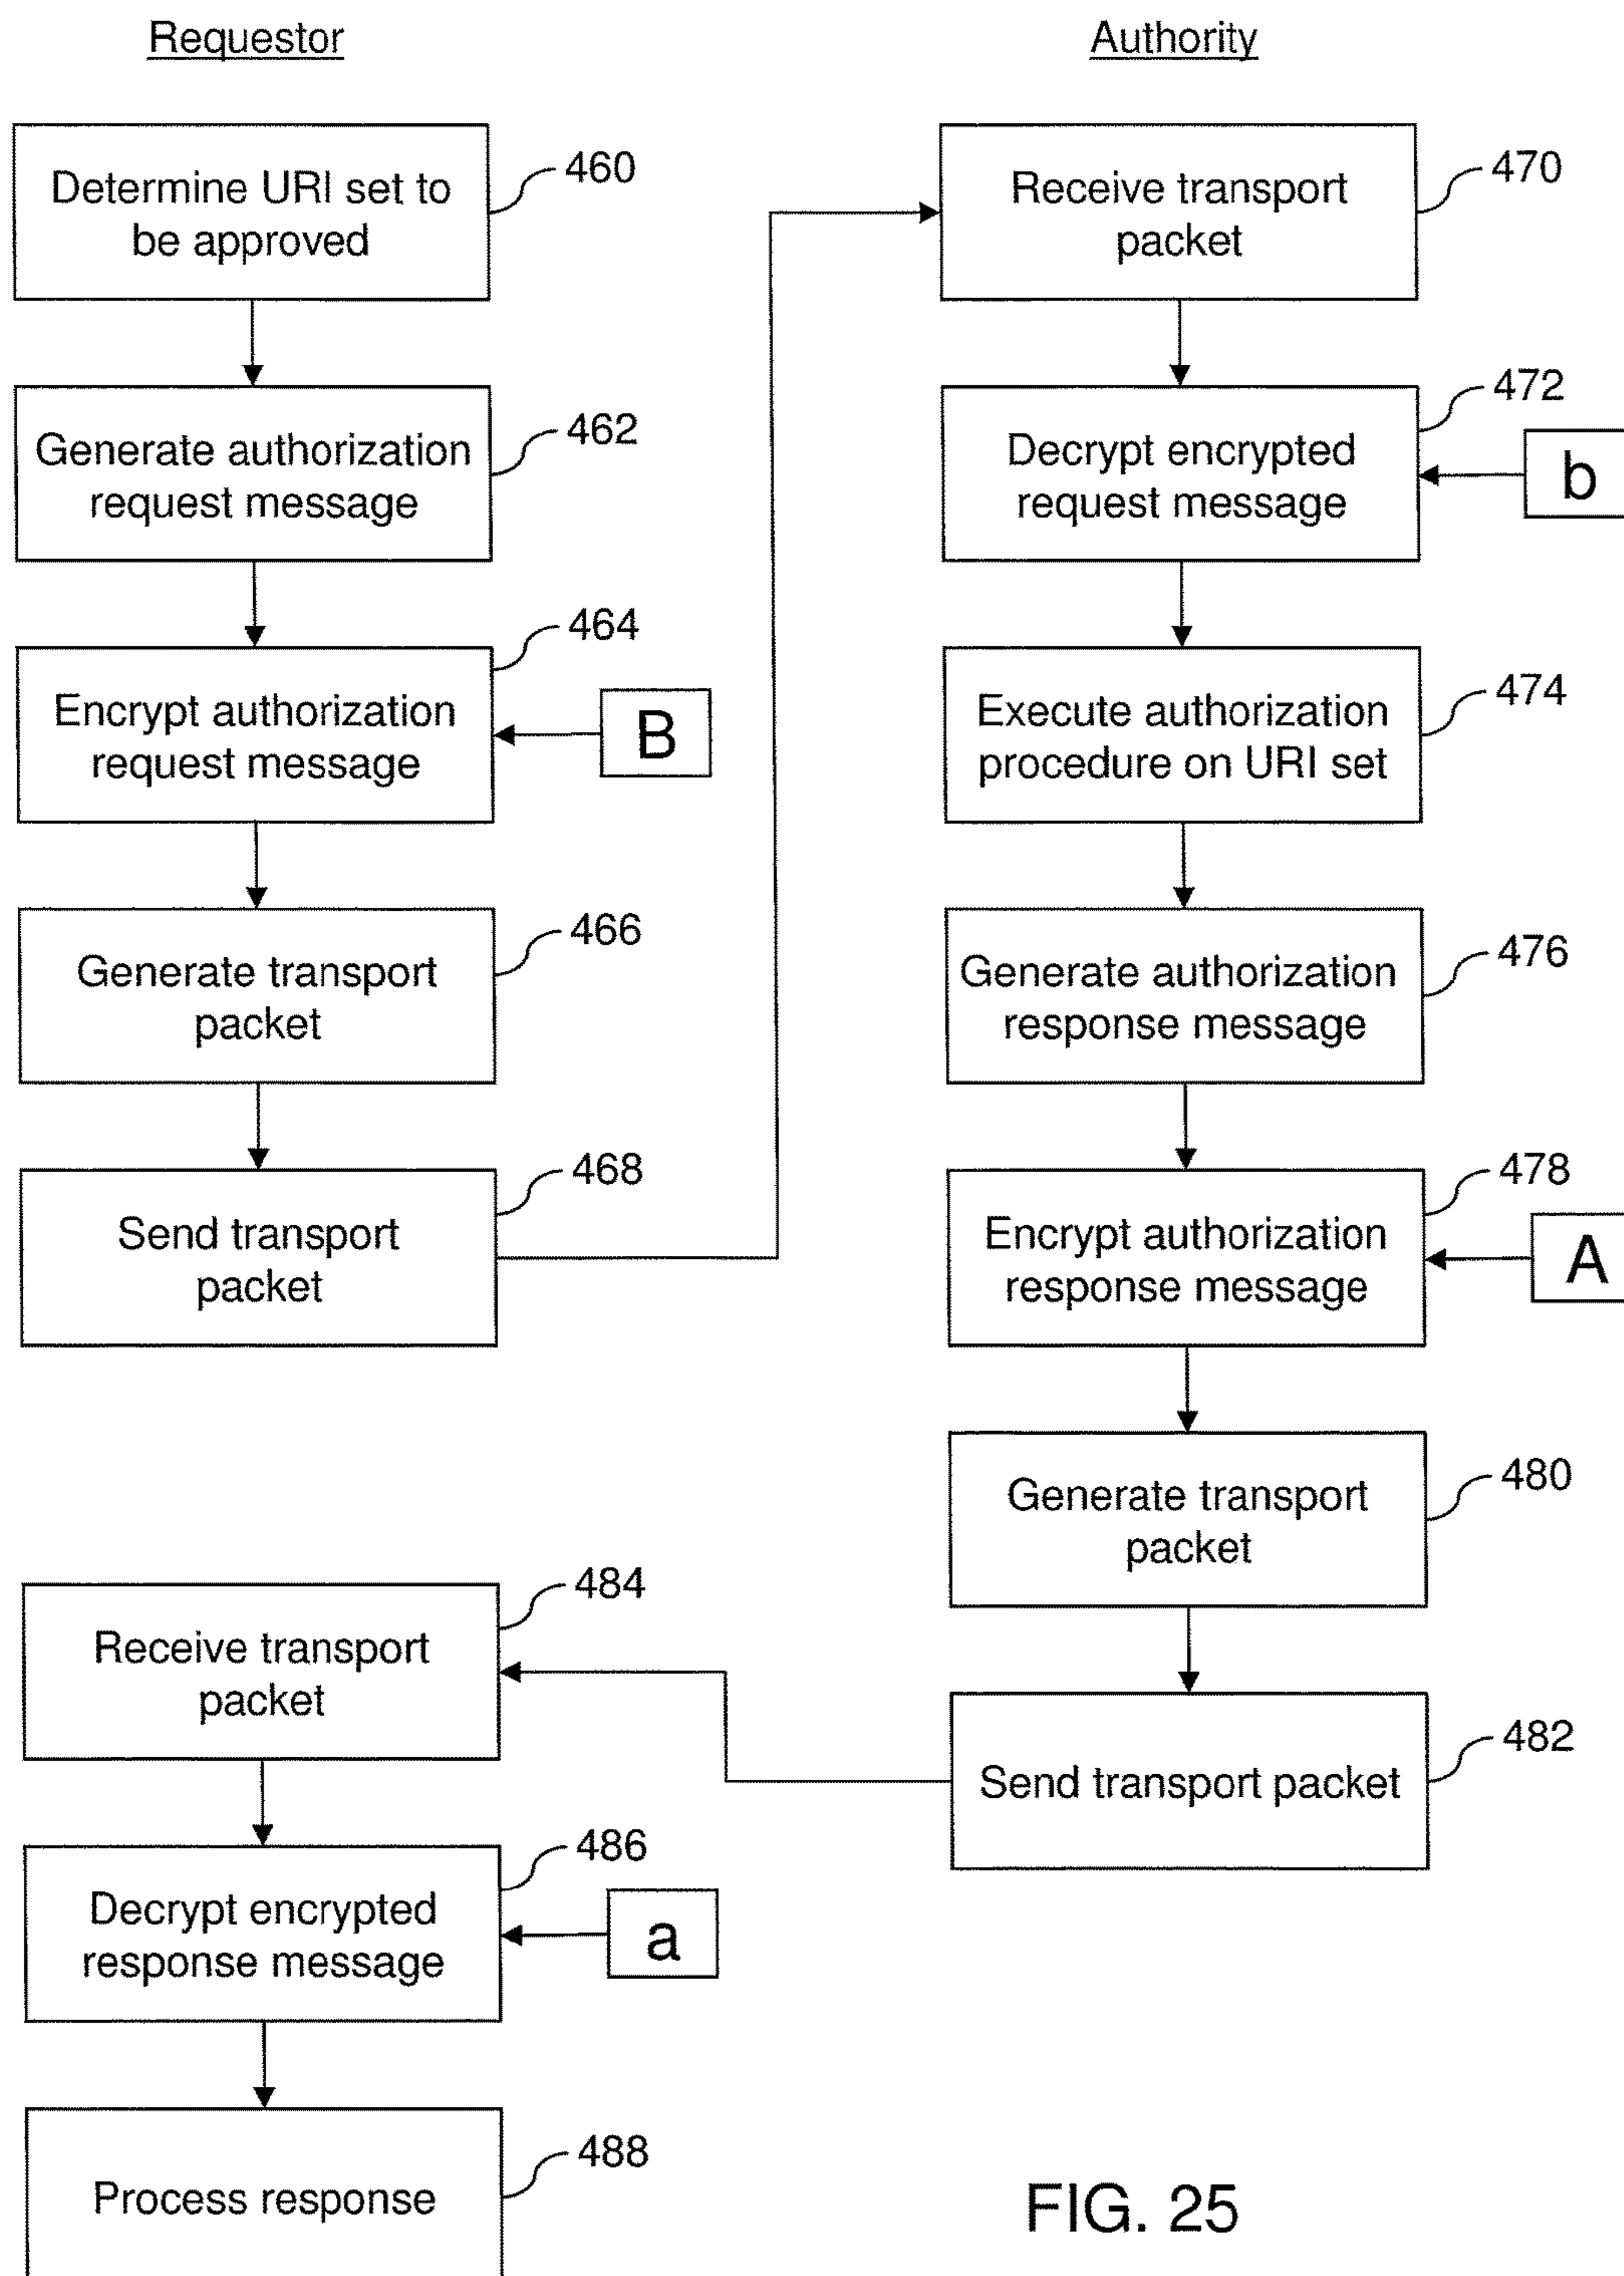 Requestor
Determine URI set to
be approved
460
Generate authorization
request message
462
Encrypt authorization
request message
464
B
Generate transport
packet
466
Send transport
packet
468
Authority
Receive transport
packet
470
Decrypt encrypted
request message
472
b
Execute authorization
procedure on URI set
474
Generate authorization
response message
476
Encrypt authorization
response message
478
A
Generate transport
packet
480
Send transport packet
482
Receive transport
packet
484
Decrypt encrypted
response message
486
a
Process response
488
FIG. 25